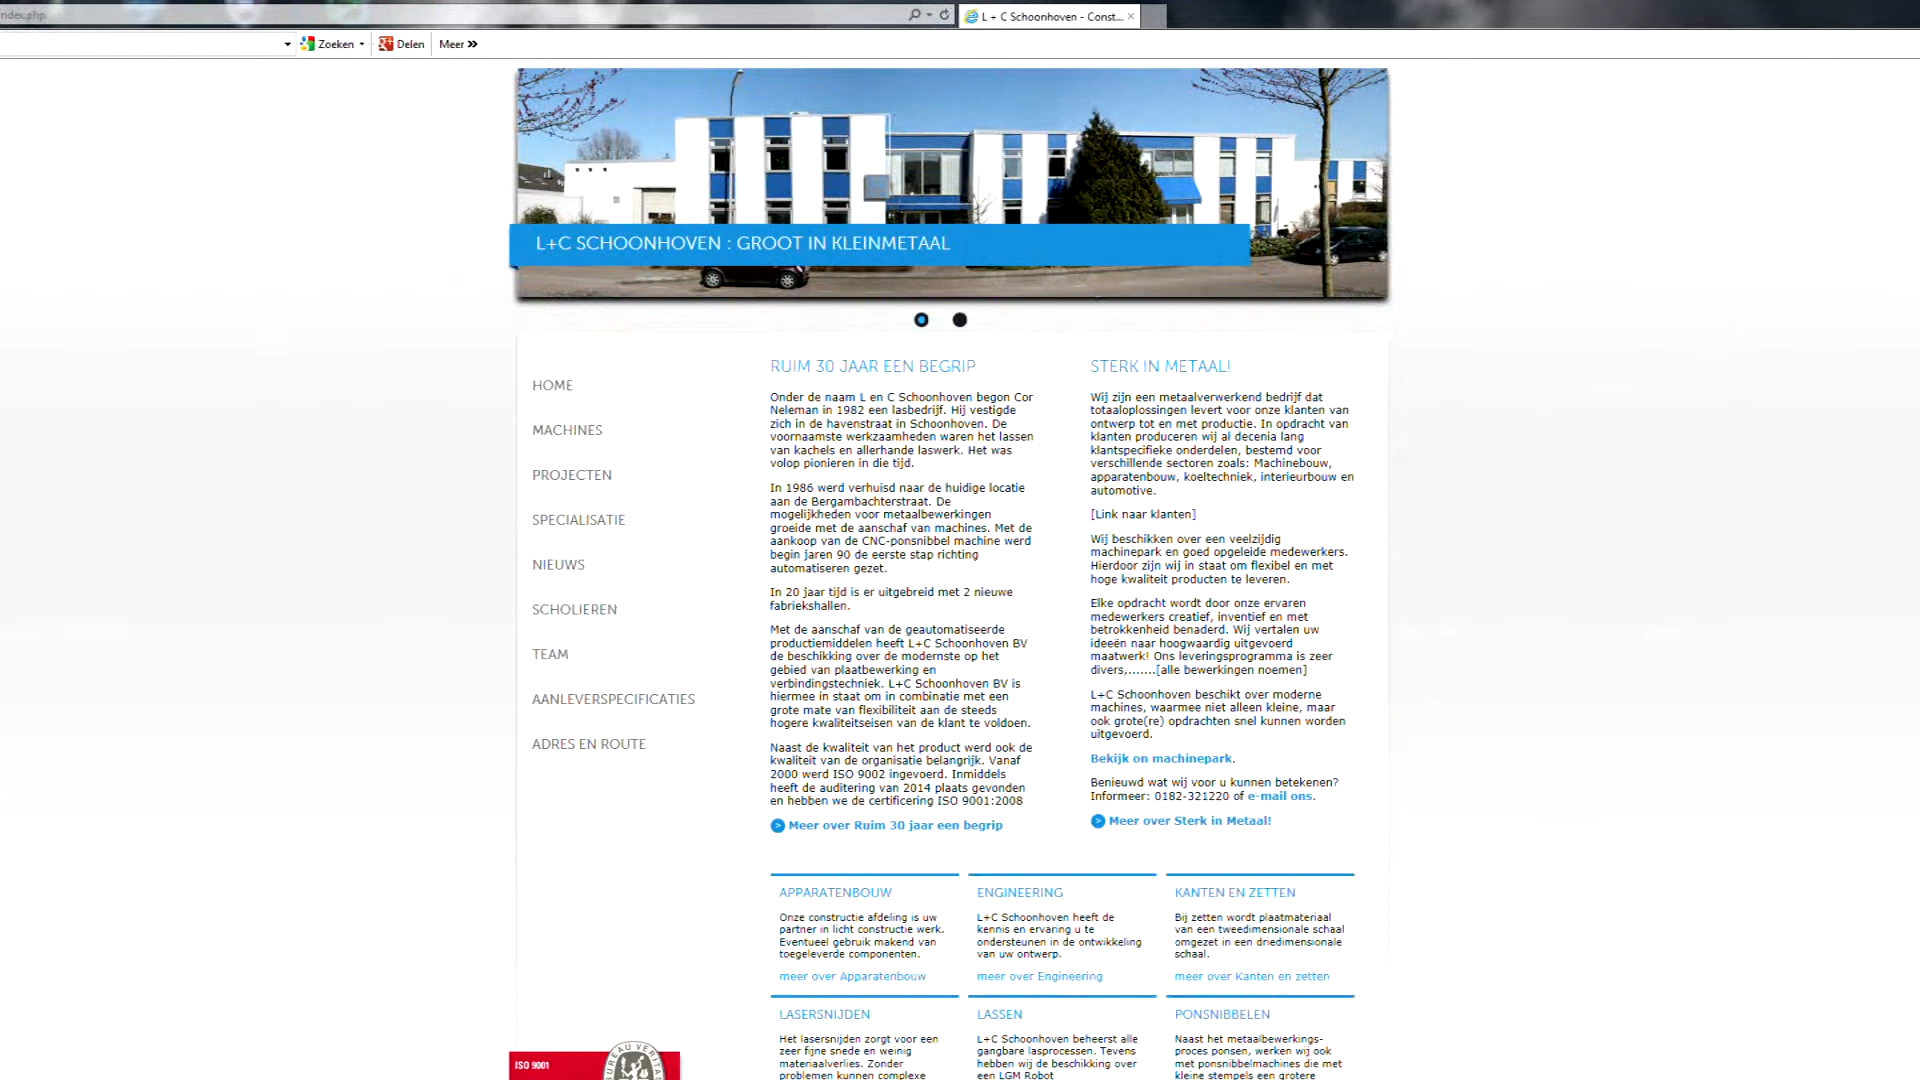 index.php
L + C Schoonhoven - Const...
Zoeken
Delen
Meer
L+C SCHOONHOVEN : GROOT IN KLEINMETAAL
HOME
MACHINES
PROJECTEN
SPECIALISATIE
NIEUWS
SCHOLIEREN
TEAM
AANLEVERSPECIFICATIES
ADRES EN ROUTE
RUIM 30 JAAR EEN BEGRIP
Onder de naam L en C Schoonhoven begon Cor
Neleman in 1982 een lasbedrijf. Hij vestigde
zich in de havenstraat in Schoonhoven. De
voornaamste werkzaamheden waren het lassen
van kachels en allerhande laswerk. Het was
volop pionieren in die tijd.
In 1986 werd verhuisd naar de huidige locatie
aan de Bergambachterstraat. De
mogelijkheden voor metaalbewerkingen
groeide met de aanschaf van machines. Met de
aankoop van de CNC-ponsnibbel machine werd
begin jaren 90 de eerste stap richting
automatiseren gezet.
In 20 jaar tijd is er uitgebreid met 2 nieuwe
fabriekshallen.
Met de aanschaf van de geautomatiseerde
productiemiddelen heeft L+C Schoonhoven BV
de beschikking over de modernste op het
gebied van plaatbewerking en
verbindingstechniek. L+C Schoonhoven BV is
hiermee in staat om in combinatie met een
grote mate van flexibiliteit aan de steeds
hogere kwaliteitseisen van de klant te voldoen.
Naast de kwaliteit van het product werd ook de
kwaliteit van de organisatie belangrijk. Vanaf
2000 werd ISO 9002 ingevoerd. Inmiddels
heeft de auditering van 2014 plaats gevonden
en hebben we de certificering ISO 9001:2008
Meer over Ruim 30 jaar een begrip
STERK IN METAAL!
Wij zijn een metaalverwerkend bedrijf dat
totaaloplossingen levert voor onze klanten van
ontwerp tot en met productie. In opdracht van
klanten produceren wij al decenia lang
klantspecifieke onderdelen, bestemd voor
verschillende sectoren zoals: Machinebouw,
apparatenbouw, koeltechniek, interieurbouw en
automotive.
[Link naar klanten]
Wij beschikken over een veelzijdig
machinepark en goed opgeleide medewerkers.
Hierdoor zijn wij in staat om flexibel en met
hoge kwaliteit producten te leveren.
Elke opdracht wordt door onze ervaren
medewerkers creatief, inventief en met
betrokkenheid benaderd. Wij vertalen uw
ideeën naar hoogwaardig uitgevoerd
maatwerk! Ons leveringsprogramma is zeer
divers,.......[alle bewerkingen noemen]
L+C Schoonhoven beschikt over moderne
machines, waarmee niet alleen kleine, maar
ook grote(re) opdrachten snel kunnen worden
uitgevoerd.
Bekijk on machinepark.
Benieuwd wat wij voor u kunnen betekenen?
Informeer: 0182-321220 of e-mail ons.
Meer over Sterk in Metaal!
APPARATENBOUW
Onze constructie afdeling is uw
partner in licht constructie werk.
Eventueel gebruik makend van
toegeleverde componenten.
meer over Apparatenbouw
ENGINEERING
L+C Schoonhoven heeft de
kennis en ervaring u te
ondersteunen in de ontwikkeling
van uw ontwerp.
meer over Engineering
KANTEN EN ZETTEN
Bij zetten wordt plaatmateriaal
van een tweedimensionale schaal
omgezet in een driedimensionale
schaal.
meer over Kanten en zetten
LASERSNIJDEN
Het lasersnijden zorgt voor een
zeer fijne snede en weinig
materiaalverlies. Zonder
problemen kunnen complexe
LASSEN
L+C Schoonhoven beheerst alle
gangbare lasprocessen. Tevens
hebben wij de beschikking over
een LGM Robot
PONSNIBBELEN
Naast het metaalbewerkings-
proces ponsen, werken wij ook
met ponsnibbelmachines die met
kleine stempels een grotere
ISO 9001
BUREAU VERITAS